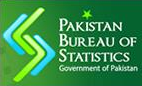 PAKISTAN
BUREAU OF
STATISTICS
Government of Pakistan